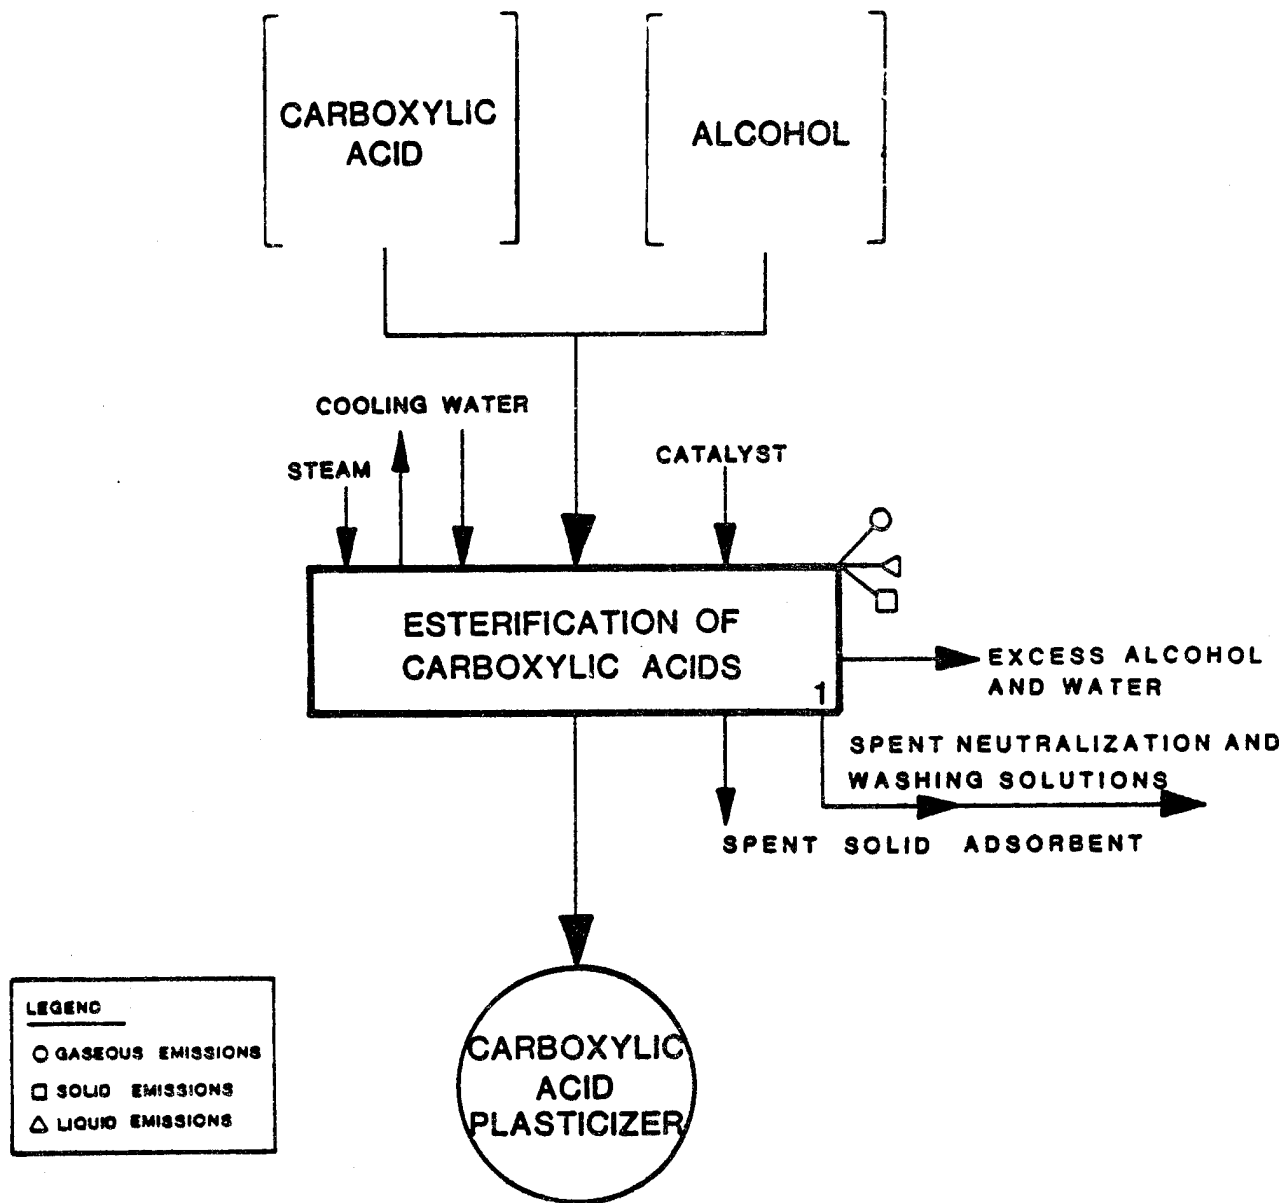 CARBOXYLIC
ACID
ALCOHOL
COOLING WATER
STEAM
CATALYST
ESTERIFICATION OF
CARBOXYLIC ACIDS
1
EXCESS ALCOHOL
AND WATER
SPENT NEUTRALIZATION AND
WASHING SOLUTIONS
SPENT SOLID ADSORBENT
CARBOXYLIC
ACID
PLASTICIZER
LEGEND
GASEOUS EMISSIONS
SOLID EMISSIONS
LIQUID EMISSIONS